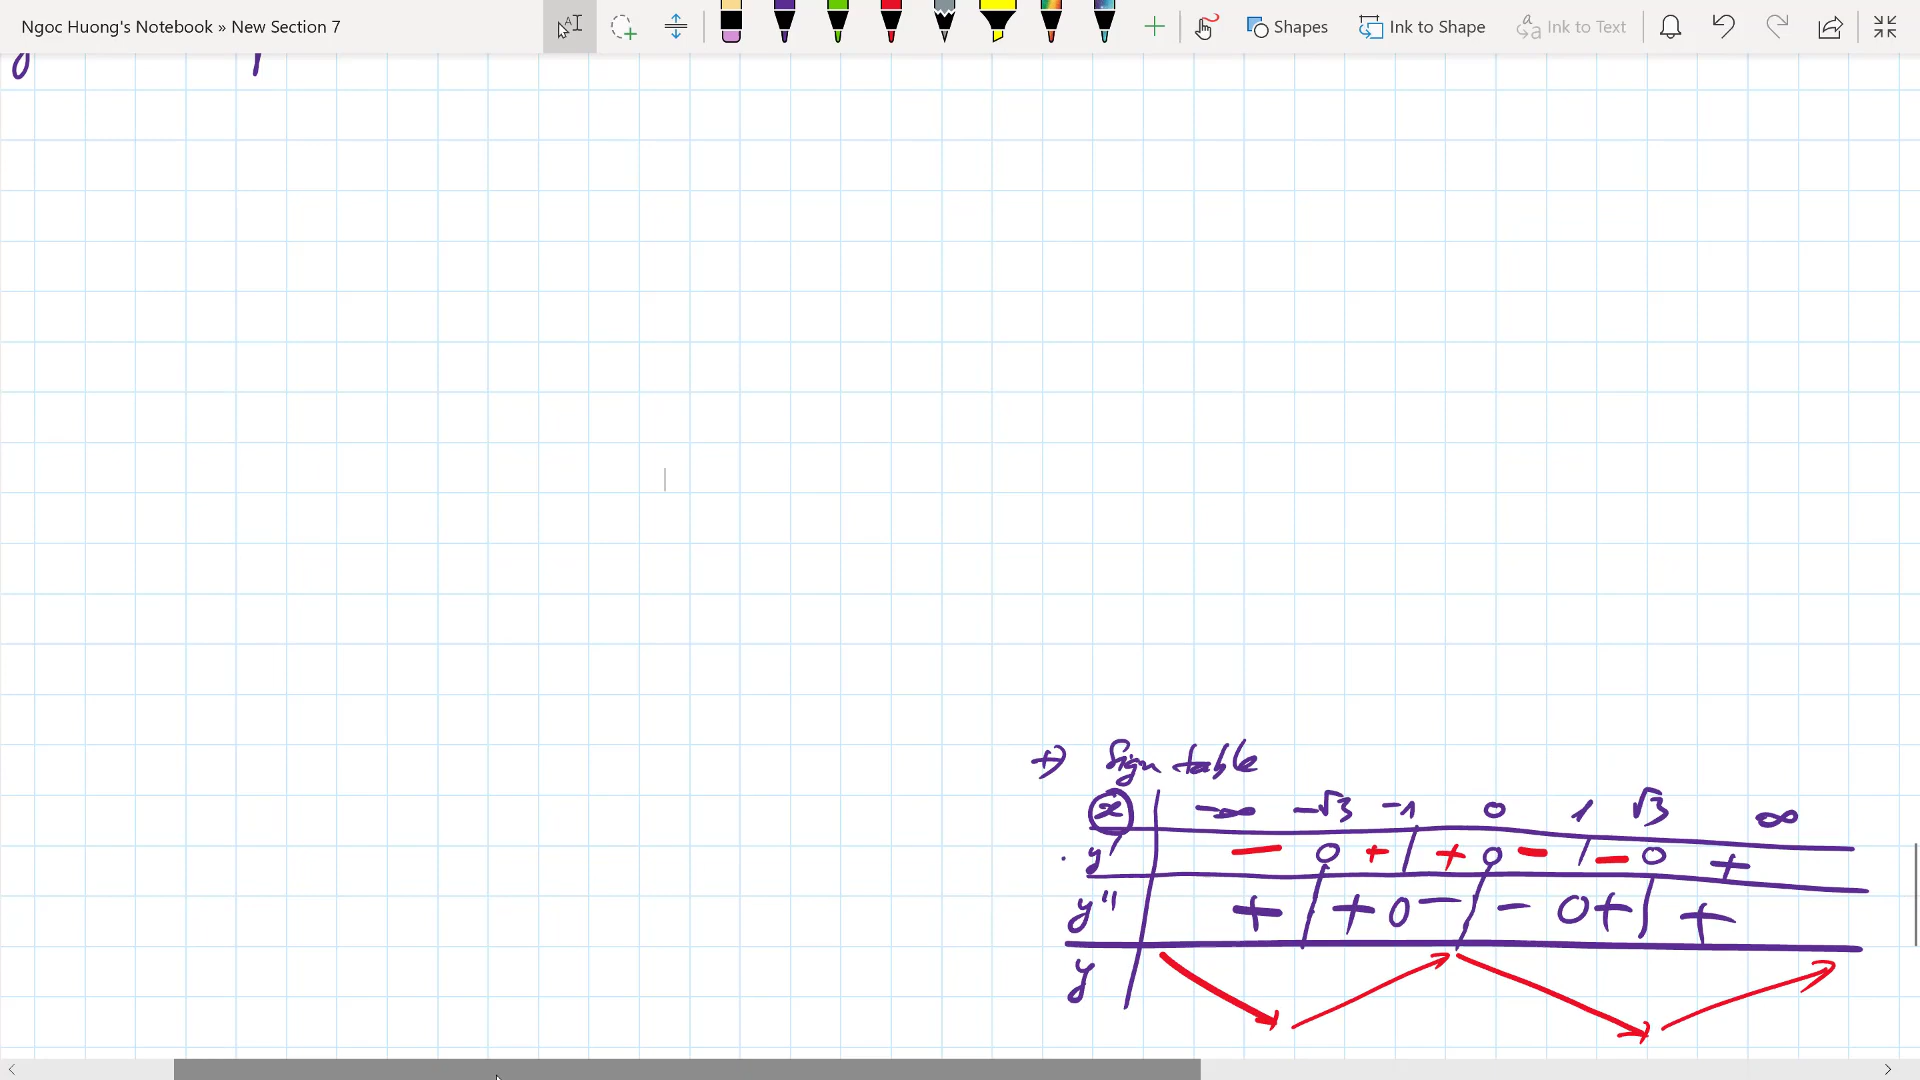 Ngoc Huong's Notebook » New Section 7 Shapes Ink to Shape Ink to Text
+) Sign table
x -∞ -√3 -1 0 1 √3 ∞
y' - 0 + | + 0 - | - 0 +
y'' + | + 0 - | - 0 + | +
y